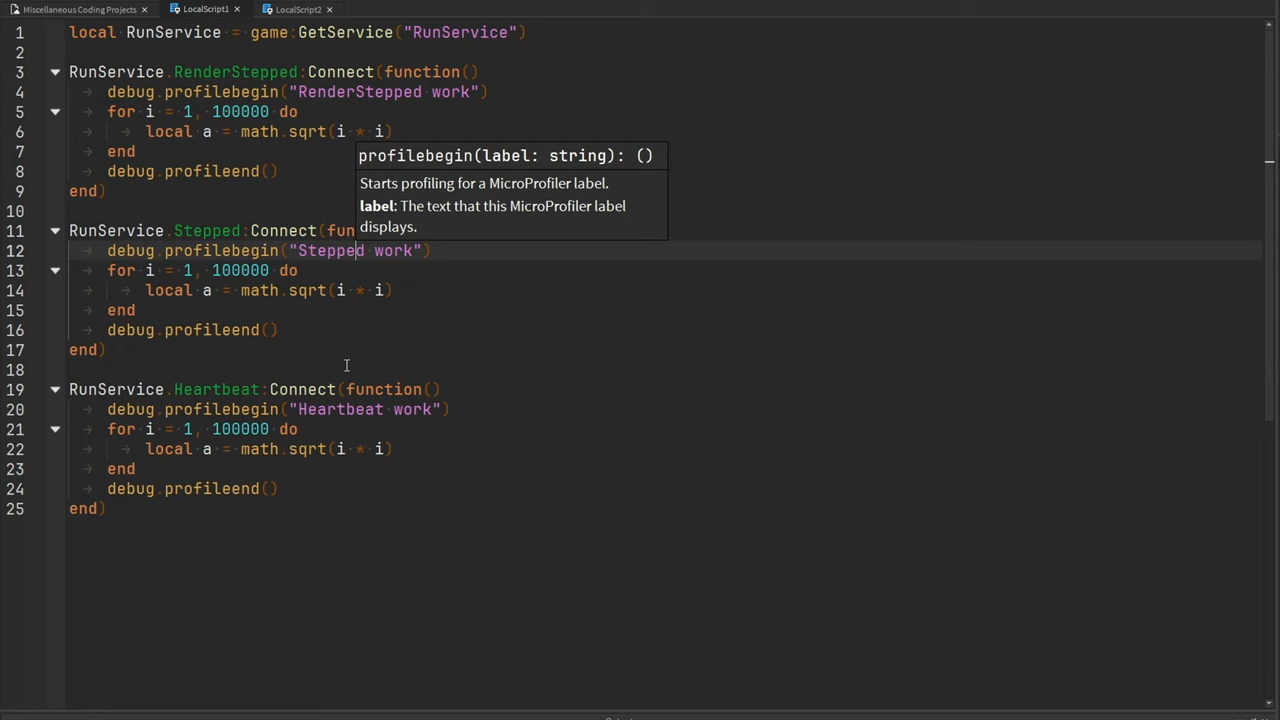 Miscellaneous Coding Projects × LocalScript1 × LocalScript2 ×
1 local RunService = game:GetService("RunService")
2
3 RunService.RenderStepped:Connect(function()
4 debug.profilebegin("RenderStepped work")
5 for i = 1, 100000 do
6 local a = math.sqrt(i * i)
7 end
8 debug.profileend()
9 end)
10
11 RunService.Stepped:Connect(fun
12 debug.profilebegin("Stepped work")
13 for i = 1, 100000 do
14 local a = math.sqrt(i * i)
15 end
16 debug.profileend()
17 end)
18
19 RunService.Heartbeat:Connect(function()
20 debug.profilebegin("Heartbeat work")
21 for i = 1, 100000 do
22 local a = math.sqrt(i * i)
23 end
24 debug.profileend()
25 end)
profilebegin(label: string): ()
Starts profiling for a MicroProfiler label.
label: The text that this MicroProfiler label
displays.